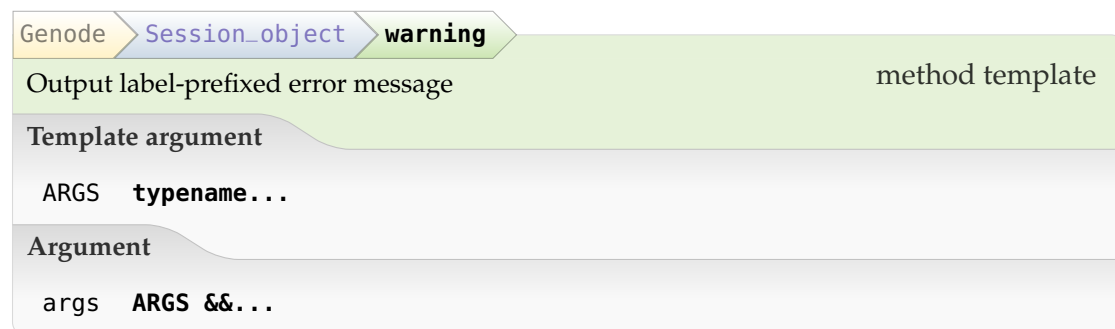 Genode Session_object warning
Output label-prefixed error message method template
Template argument
ARGS typename...
Argument
args ARGS &&...